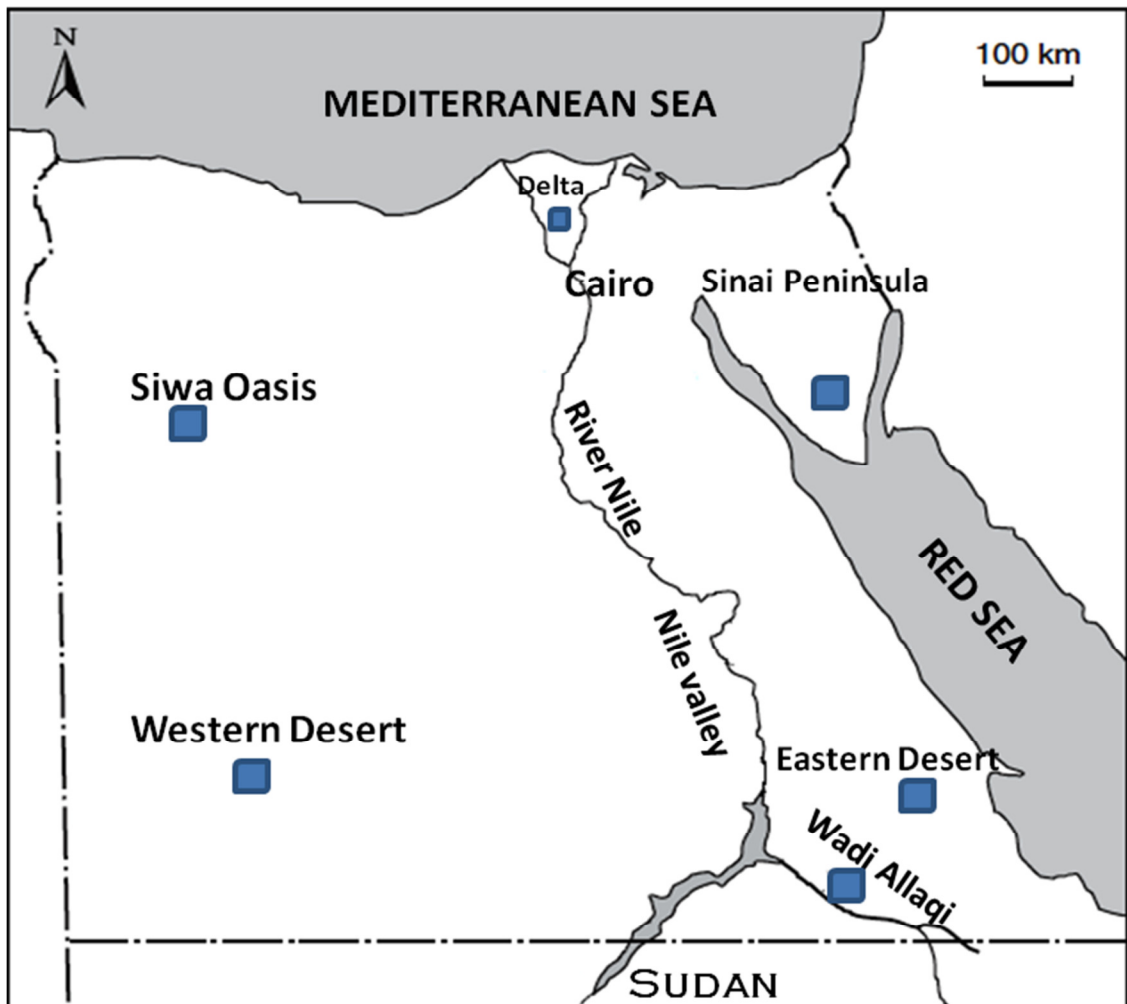 N
100 km
MEDITERRANEAN SEA
Delta
Cairo
Sinai Peninsula
Siwa Oasis
River Nile
RED SEA
Nile valley
Western Desert
Eastern Desert
Wadi Allaqi
SUDAN